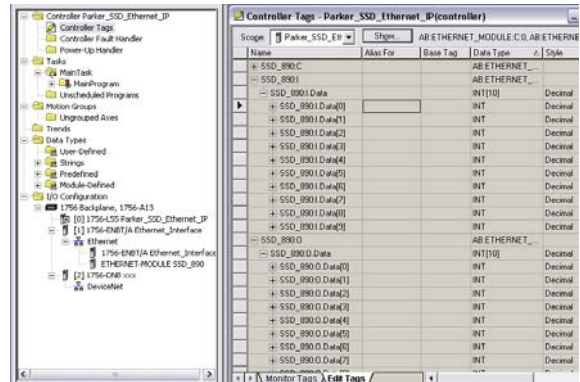 Controller Parker_SSD_Ethernet_IP
Controller Tags
Controller Fault Handler
Power-Up Handler
Tasks
MainTask
MainProgram
Unscheduled Programs
Motion Groups
Ungrouped Axes
Trends
Data Types
User-Defined
Strings
Predefined
Module-Defined
I/O Configuration
1756 Backplane, 1756-A13
[0] 1756-L55 Parker_SSD_Ethernet_IP
[1] 1756-ENBT/A Ethernet_Interface
Ethernet
1756-ENBT/A Ethernet_Interface
ETHERNET-MODULE SSD_890
[2] 1756-DNB xxx
DeviceNet
Controller Tags - Parker_SSD_Ethernet_IP(controller)
Scope: Parker_SSD_Eth Show... AB:ETHERNET_MODULE:C:0, AB:ETHERNE
Name Alias For Base Tag Data Type Style
SSD_890:C AB:ETHERNET_...
SSD_890:I AB:ETHERNET_...
SSD_890:I.Data INT[10] Decimal
SSD_890:I.Data[0] INT Decimal
SSD_890:I.Data[1] INT Decimal
SSD_890:I.Data[2] INT Decimal
SSD_890:I.Data[3] INT Decimal
SSD_890:I.Data[4] INT Decimal
SSD_890:I.Data[5] INT Decimal
SSD_890:I.Data[6] INT Decimal
SSD_890:I.Data[7] INT Decimal
SSD_890:I.Data[8] INT Decimal
SSD_890:I.Data[9] INT Decimal
SSD_890:O AB:ETHERNET_...
SSD_890:O.Data INT[10] Decimal
SSD_890:O.Data[0] INT Decimal
SSD_890:O.Data[1] INT Decimal
SSD_890:O.Data[2] INT Decimal
SSD_890:O.Data[3] INT Decimal
SSD_890:O.Data[4] INT Decimal
SSD_890:O.Data[5] INT Decimal
SSD_890:O.Data[6] INT Decimal
SSD_890:O.Data[7] INT Decimal
Monitor Tags Edit Tags